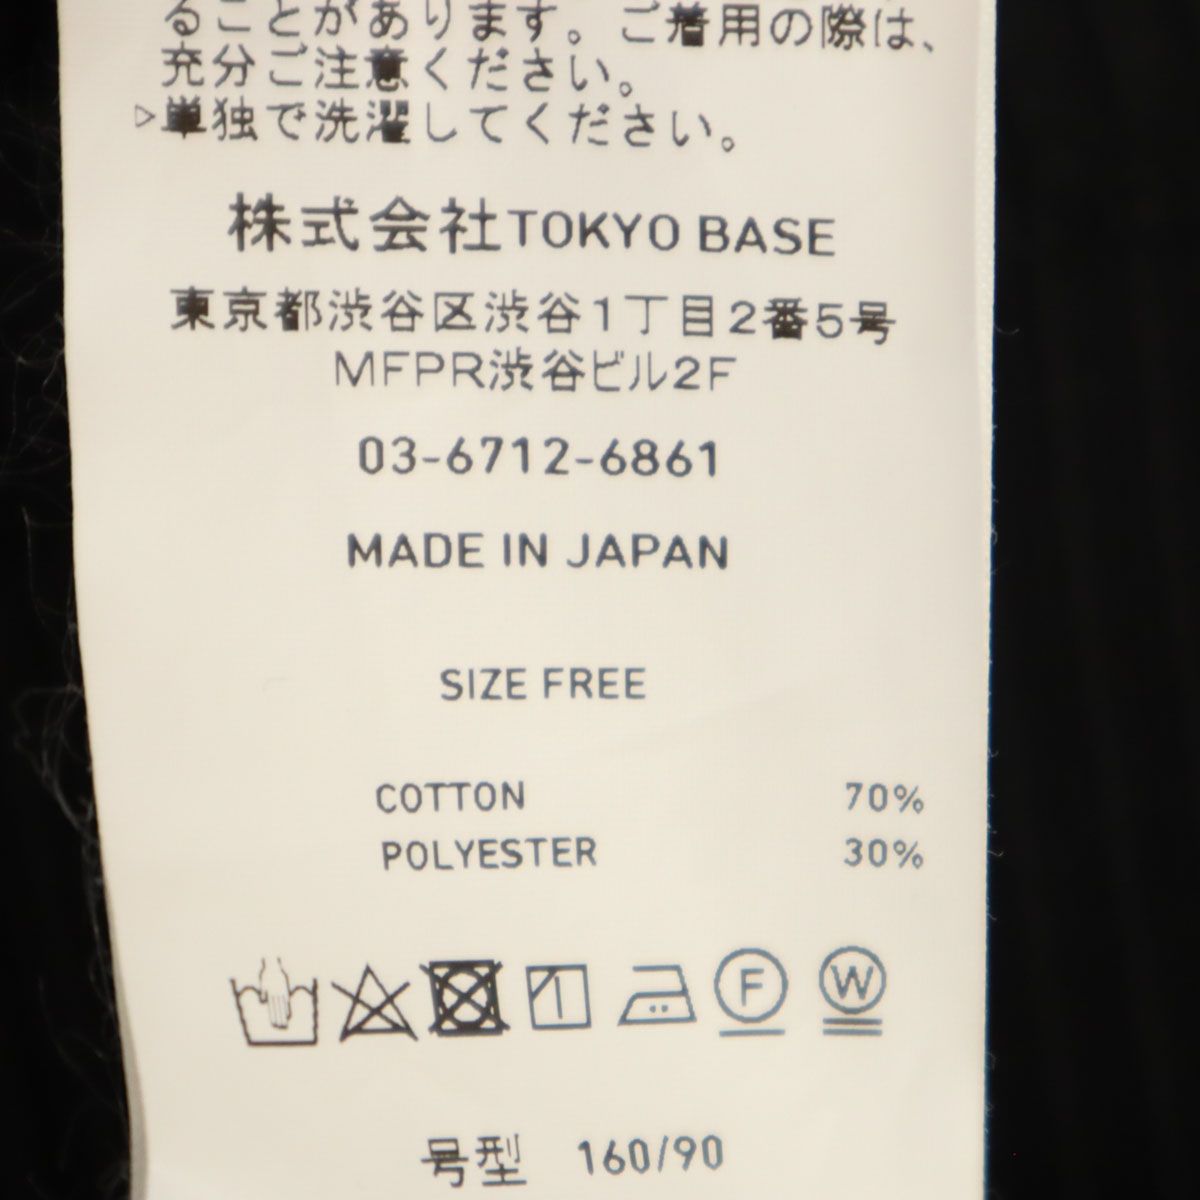 ることがあります。ご着用の際は、
充分ご注意ください。
▷単独で洗濯してください。
株式会社TOKYO BASE
東京都渋谷区渋谷1丁目2番5号
MFPR渋谷ビル2F
03-6712-6861
MADE IN JAPAN
SIZE FREE
COTTON 70%
POLYESTER 30%
F W
号型 160/90